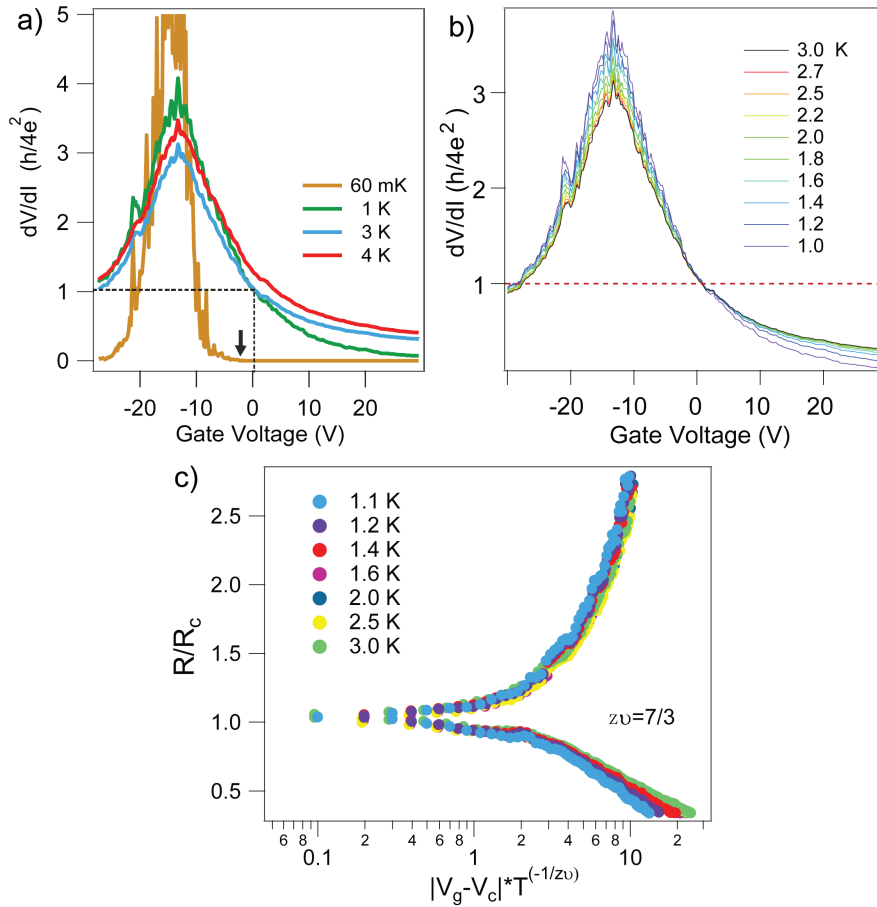 a)
5
4
3
2
1
0
dV/dI (h/4e²)
60 mK
1 K
3 K
4 K
-20
-10
0
10
20
Gate Voltage (V)
b)
3
2
1
dV/dI (h/4e²)
3.0 K
2.7
2.5
2.2
2.0
1.8
1.6
1.4
1.2
1.0
-30
-20
-10
0
10
20
Gate Voltage (V)
c)
2.5
2.0
1.5
1.0
0.5
R/Rc
1.1 K
1.2 K
1.4 K
1.6 K
2.0 K
2.5 K
3.0 K
zυ=7/3
6 8 2 4 6 8 2 4 6 8 2
0.1 1 10
|Vg-Vc|*T^(-1/zυ)